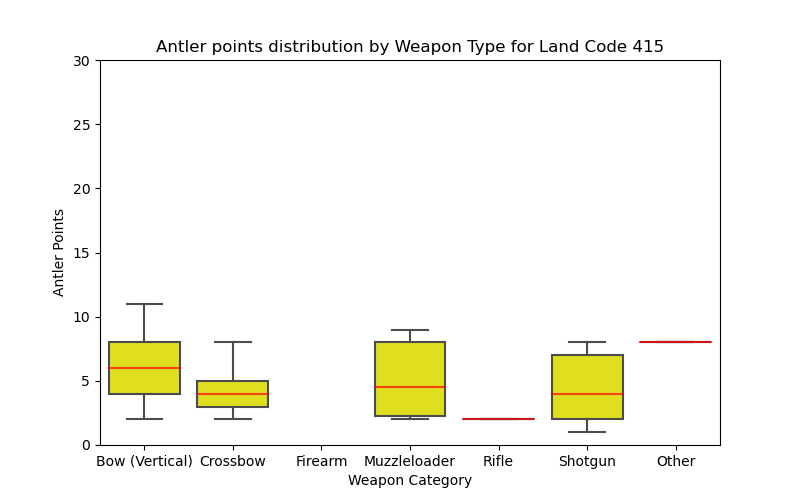 Antler points distribution by Weapon Type for Land Code 415
30
25
20
15
10
5
0
Antler Points
Bow (Vertical) Crossbow Firearm Muzzleloader Rifle Shotgun Other
Weapon Category